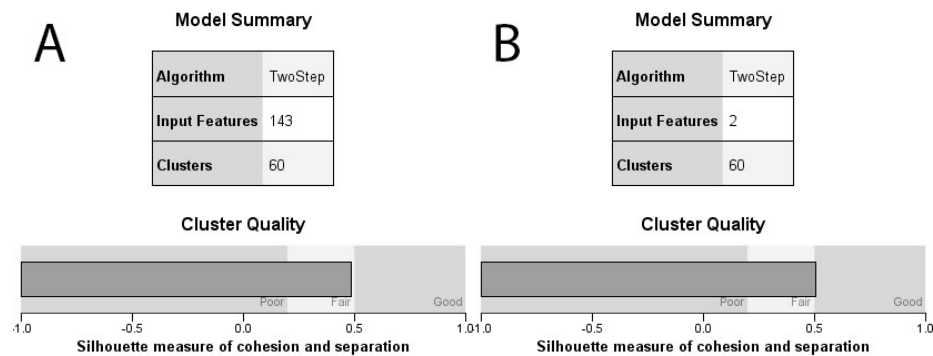 A
Model Summary
Algorithm TwoStep
Input Features 143
Clusters 60
Cluster Quality
Poor Fair Good
-1.0 -0.5 0.0 0.5 1.0
Silhouette measure of cohesion and separation
B
Model Summary
Algorithm TwoStep
Input Features 2
Clusters 60
Cluster Quality
Poor Fair Good
-1.0 -0.5 0.0 0.5 1.0
Silhouette measure of cohesion and separation